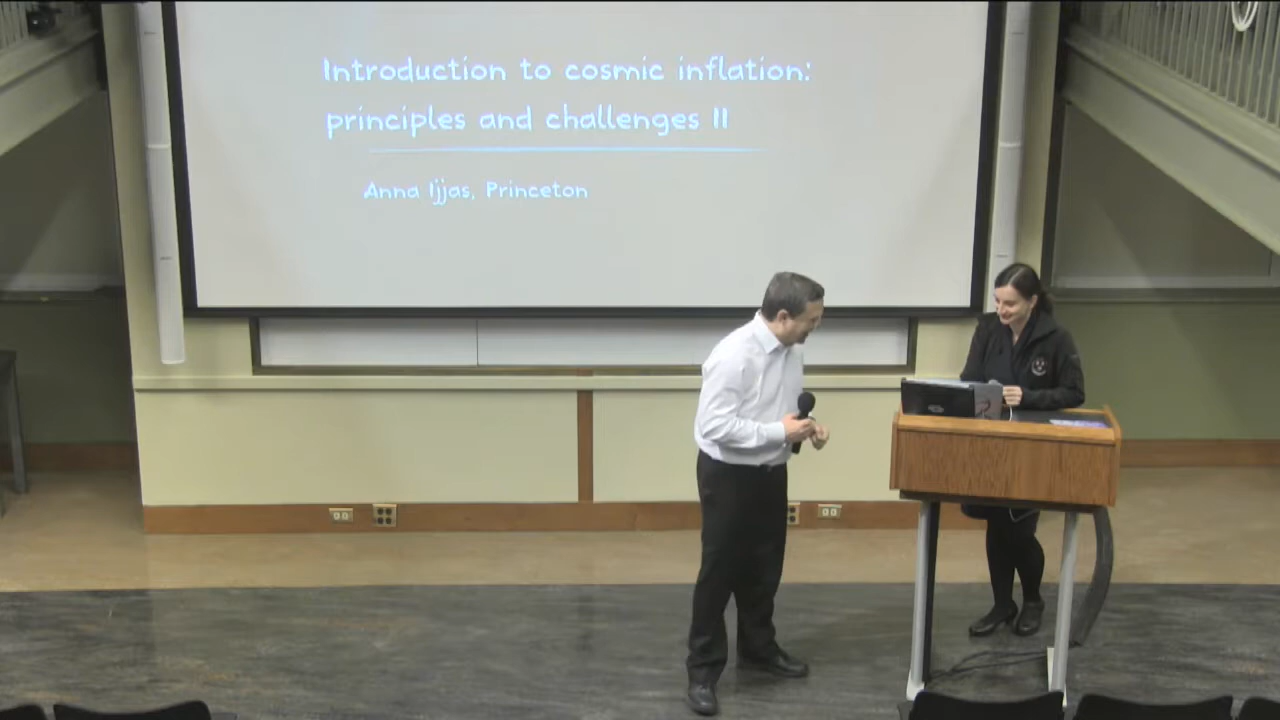 Introduction to cosmic inflation:
principles and challenges II
Anna Ijjas, Princeton